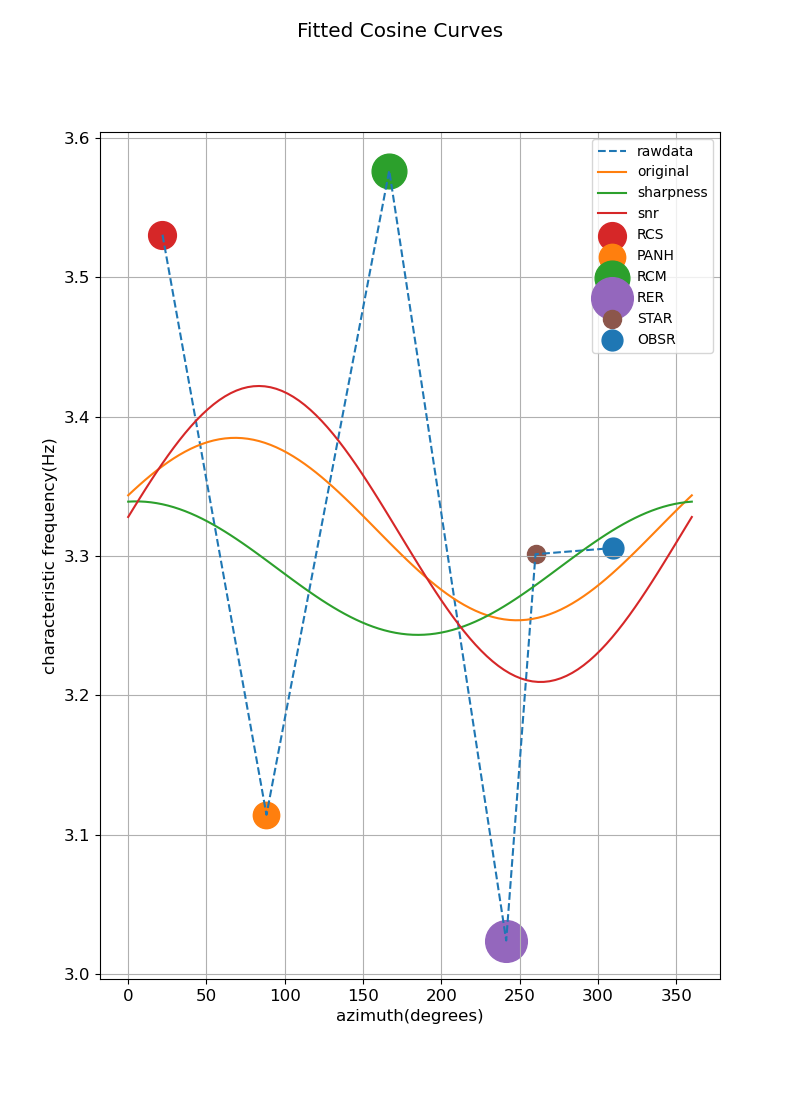 Fitted Cosine Curves
3.6
3.5
3.4
3.3
3.2
3.1
3.0
characteristic frequency(Hz)
rawdata
original
sharpness
snr
RCS
PANH
RCM
RER
STAR
OBSR
0 50 100 150 200 250 300 350
azimuth(degrees)